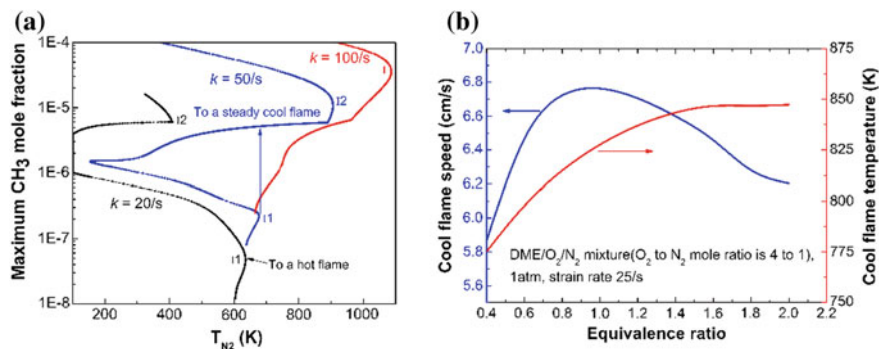 (a)
Maximum CH3 mole fraction
1E-4
1E-5
1E-6
1E-7
1E-8
k = 100/s
k = 50/s
I
I2
To a steady cool flame
I2
k = 20/s
I1
I1
To a hot flame
200
400
600
800
1000
TN2 (K)
(b)
Cool flame speed (cm/s)
7.0
6.8
6.6
6.4
6.2
6.0
5.8
5.6
DME/O2/N2 mixture(O2 to N2 mole ratio is 4 to 1),
1atm, strain rate 25/s
0.4
0.6
0.8
1.0
1.2
1.4
1.6
1.8
2.0
2.2
Equivalence ratio
875
850
825
800
775
750
Cool flame temperature (K)